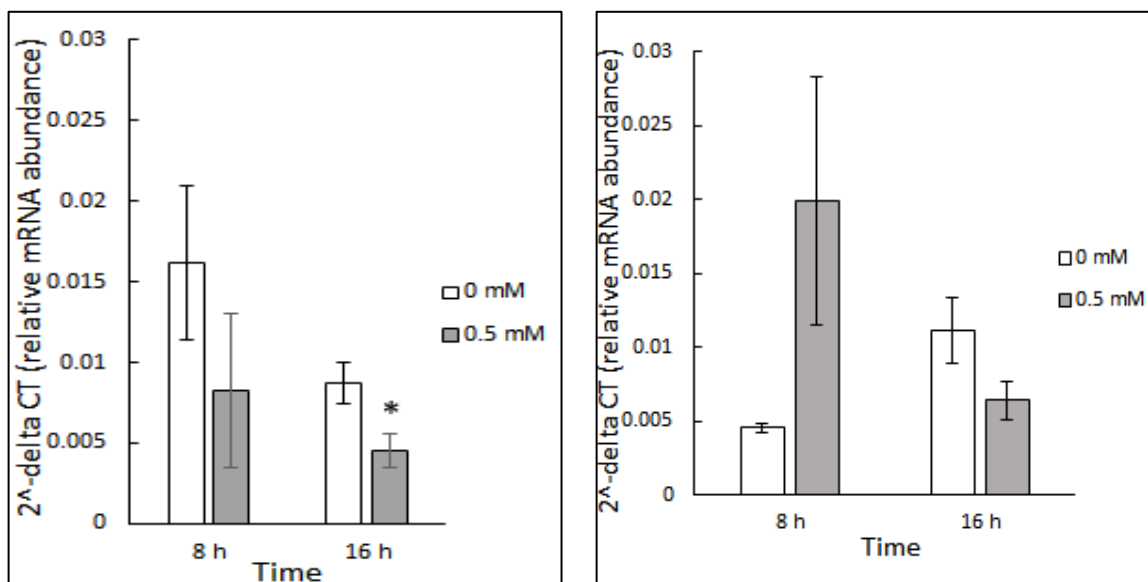 2^-delta CT (relative mRNA abundance)
0.03
0.025
0.02
0.015
0.01
0.005
0
*
0 mM
0.5 mM
8 h
16 h
Time
2^-delta CT (relative mRNA abundance)
0.03
0.025
0.02
0.015
0.01
0.005
0
0 mM
0.5 mM
8 h
16 h
Time